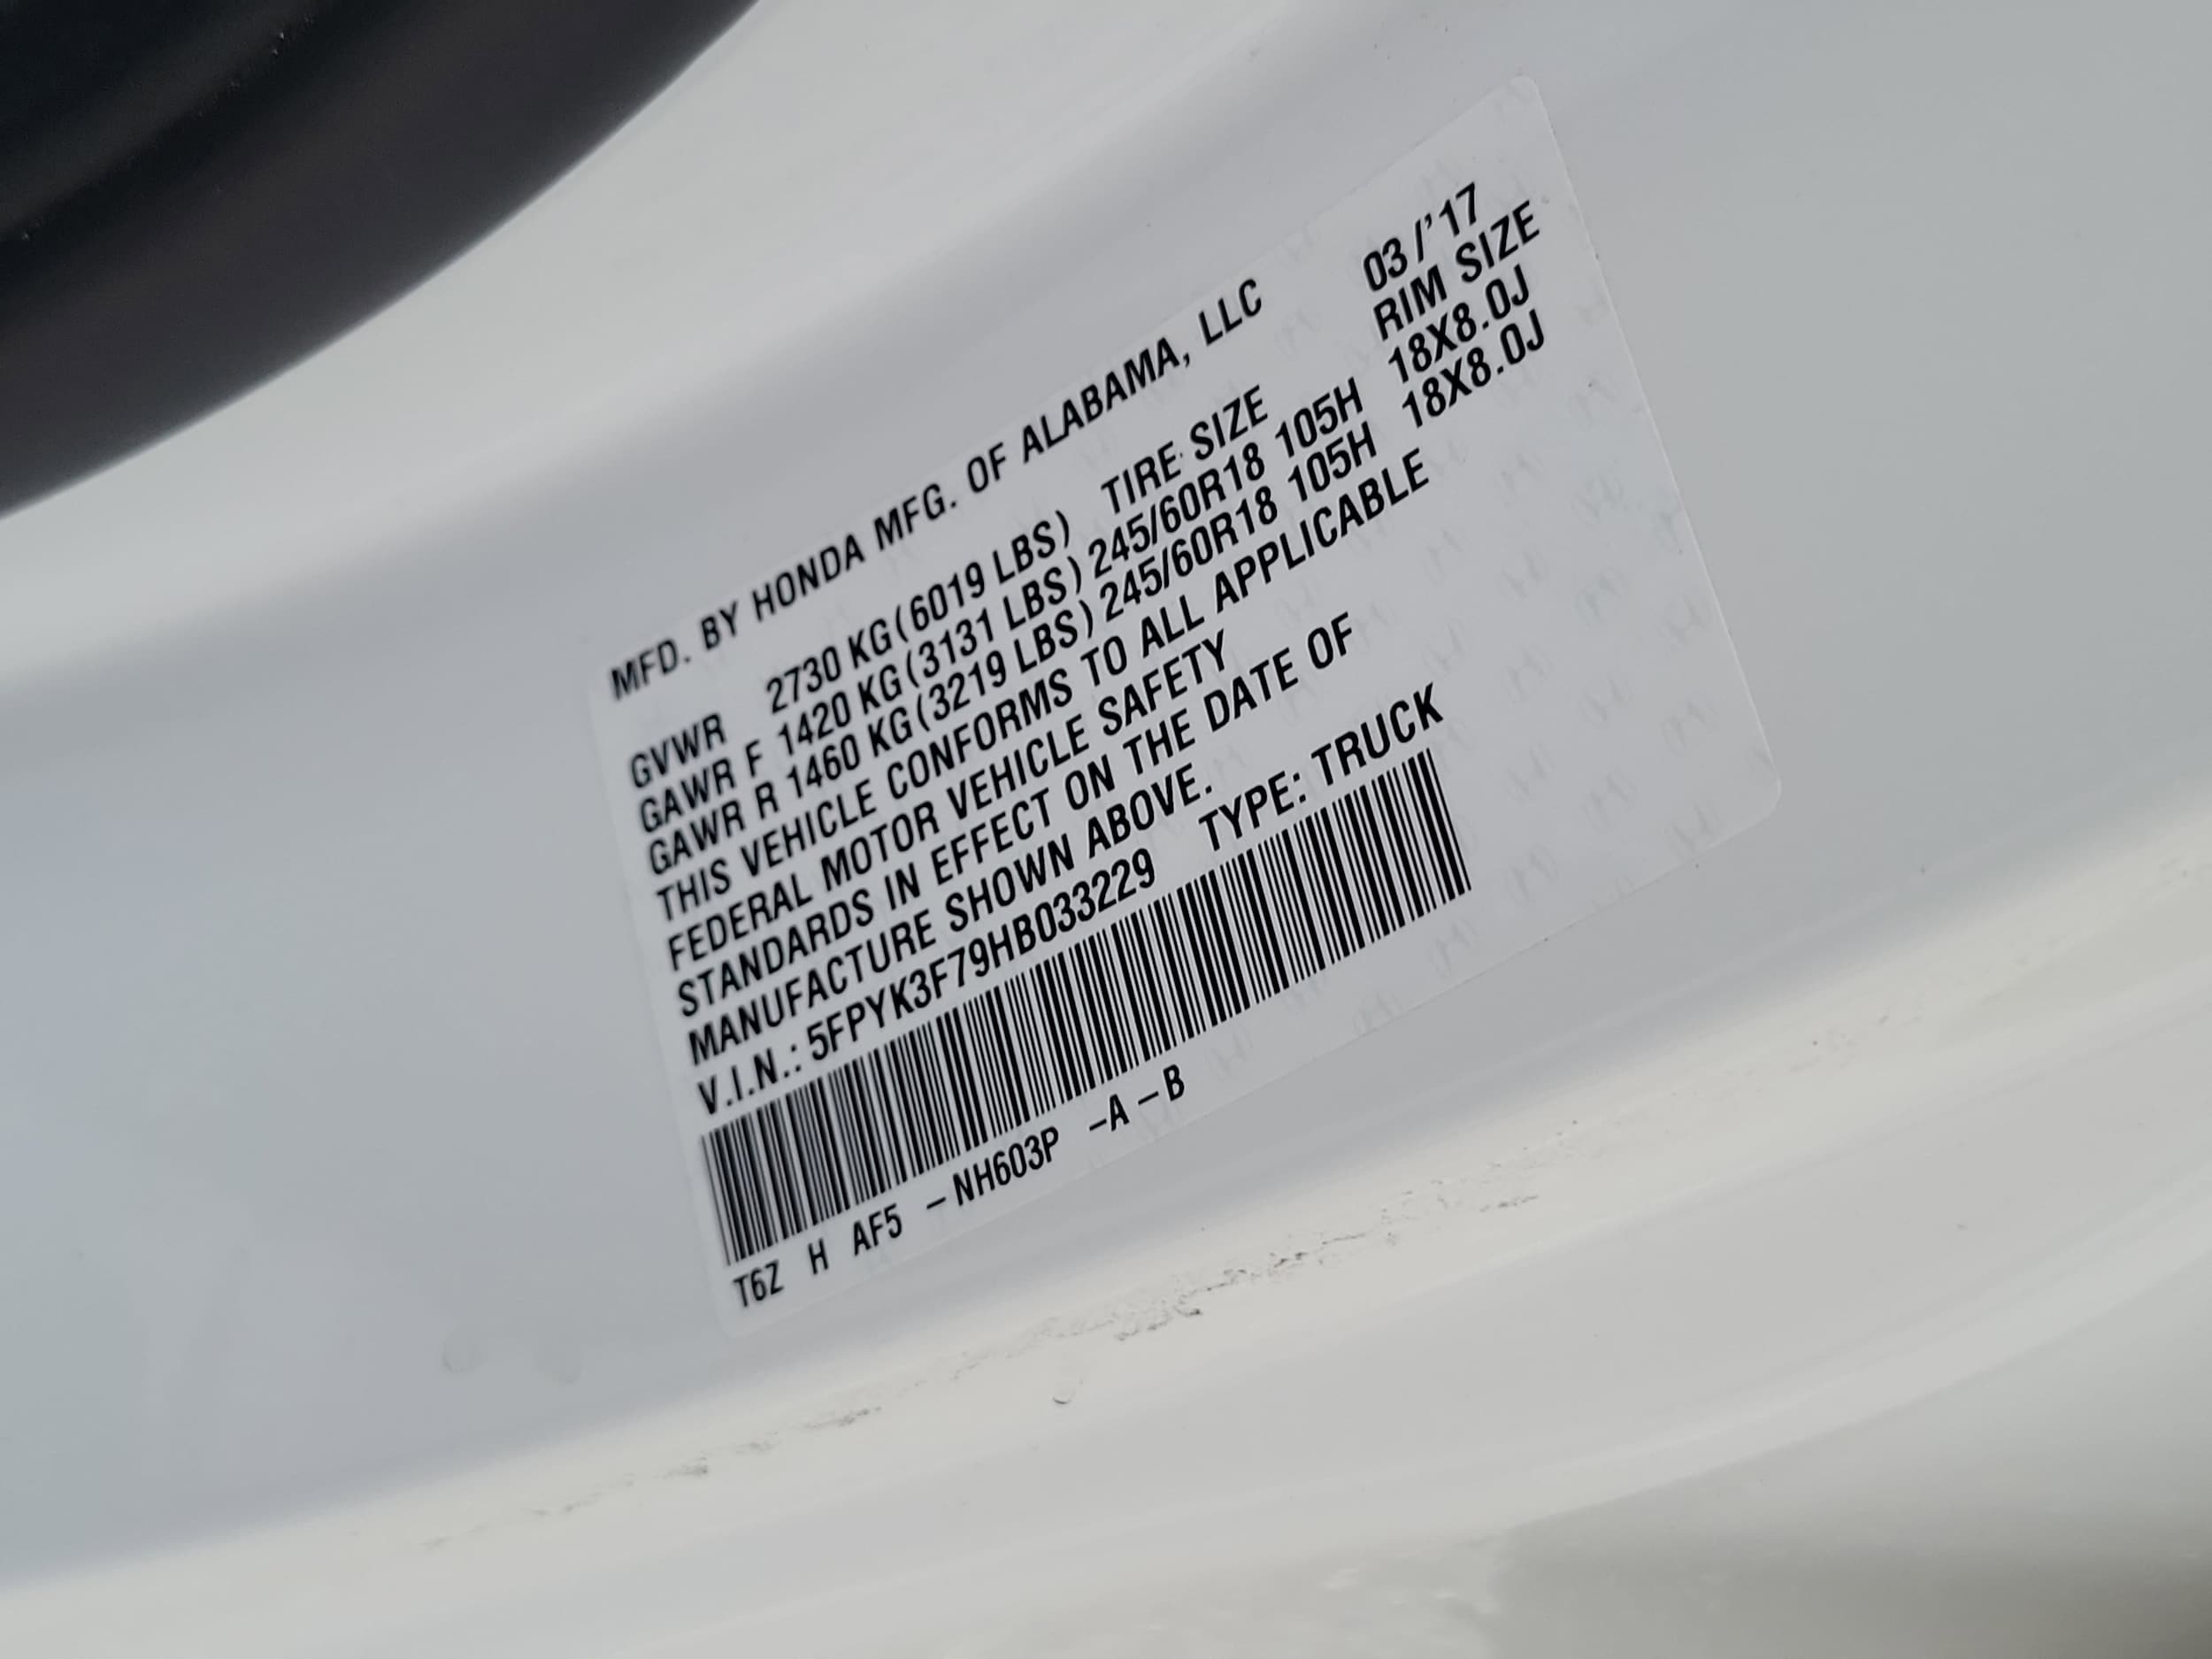 MFD. BY HONDA MFG. OF ALABAMA, LLC 03/'17
GVWR 2730 KG(6019 LBS) TIRE SIZE RIM SIZE
GAWR F 1420 KG(3131 LBS) 245/60R18 105H 18X8.0J
GAWR R 1460 KG(3219 LBS) 245/60R18 105H 18X8.0J
THIS VEHICLE CONFORMS TO ALL APPLICABLE
FEDERAL MOTOR VEHICLE SAFETY
STANDARDS IN EFFECT ON THE DATE OF
MANUFACTURE SHOWN ABOVE.
V.I.N.: 5FPYK3F79HB033229 TYPE: TRUCK
T6Z H AF5 -NH603P -A -B